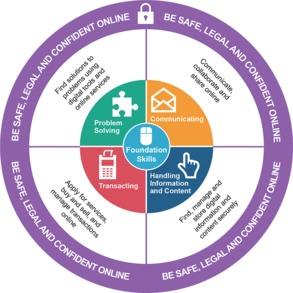 BE SAFE, LEGAL AND CONFIDENT ONLINE
BE SAFE, LEGAL AND CONFIDENT ONLINE
Find solutions to
problems using
digital tools and
online services
Communicate,
collaborate and
share online
Problem
Solving
Communicating
Foundation
Skills
Transacting
Handling
Information
and Content
Apply for services,
buy and sell, and
manage transactions
online
Find, manage and
store digital
information and
content securely
BE SAFE, LEGAL AND CONFIDENT ONLINE
BE SAFE, LEGAL AND CONFIDENT ONLINE